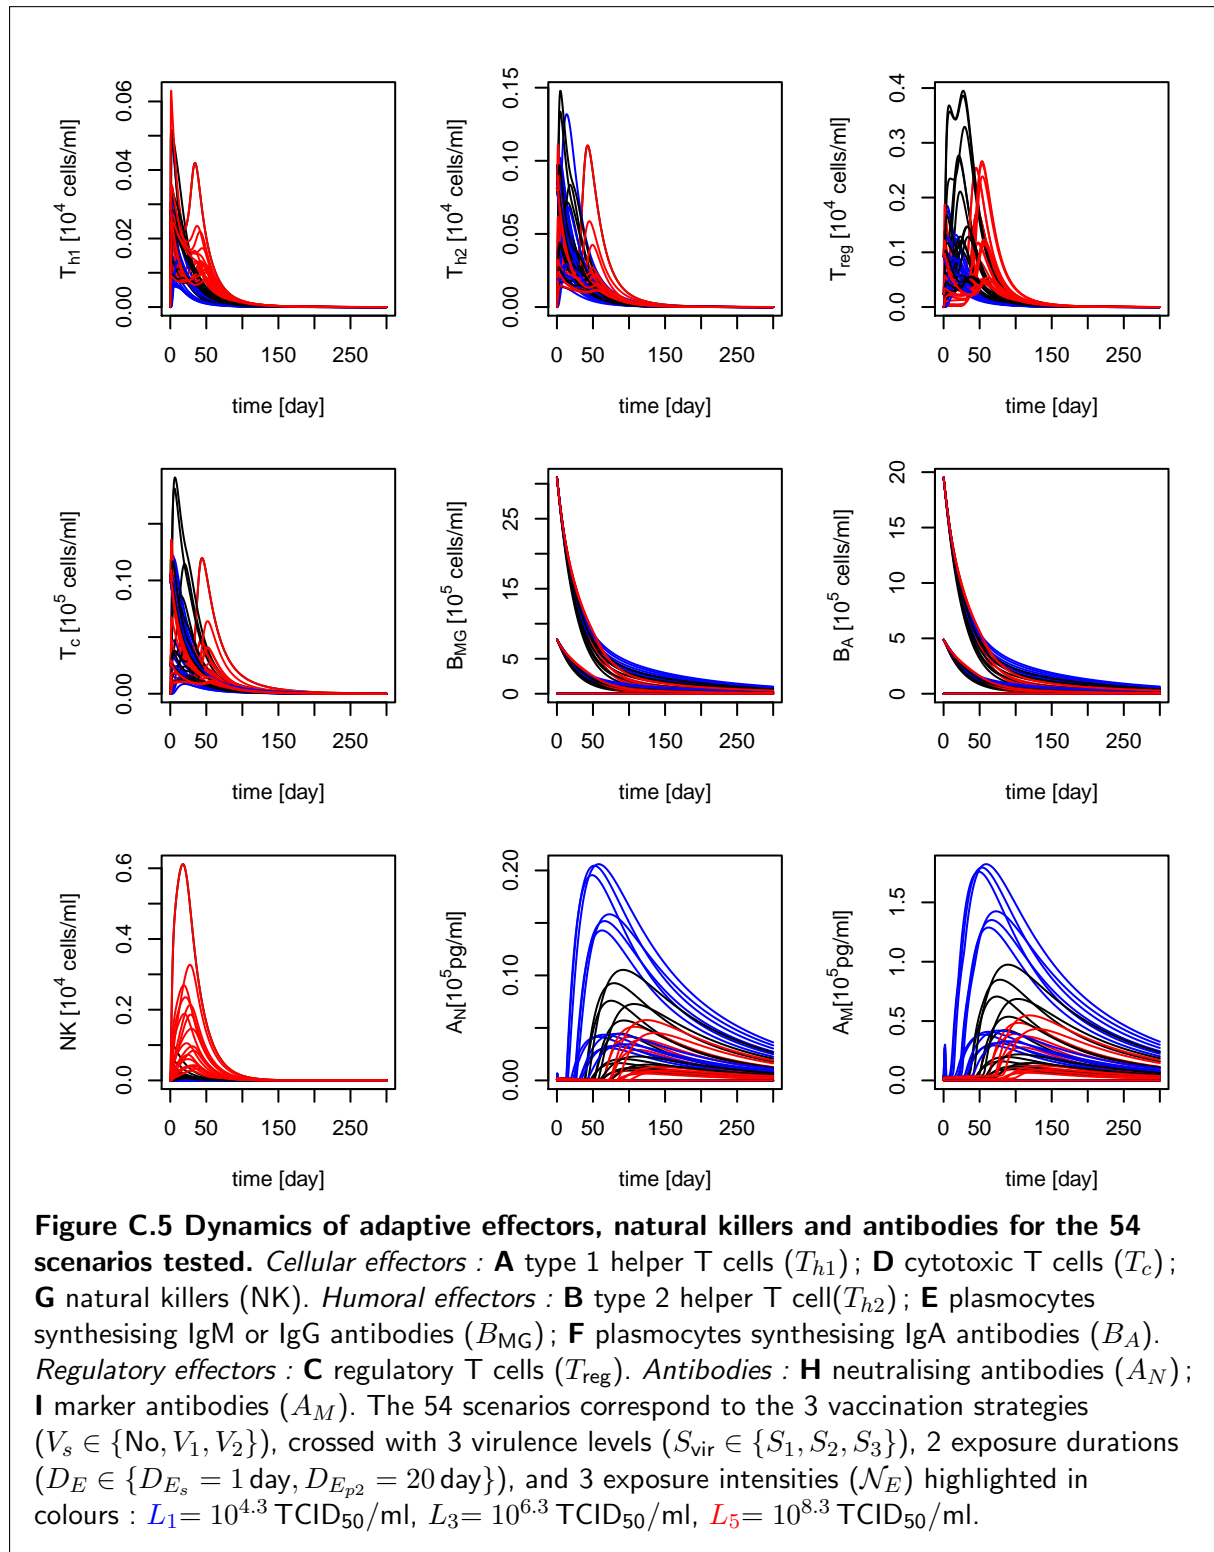 T_h1 [10^4 cells/ml]
0.00 0.02 0.04 0.06
0 50 150 250
time [day]
T_h2 [10^4 cells/ml]
0.00 0.05 0.10 0.15
0 50 150 250
time [day]
T_reg [10^4 cells/ml]
0.0 0.1 0.2 0.3 0.4
0 50 150 250
time [day]
T_c [10^5 cells/ml]
0.00 0.10
0 50 150 250
time [day]
B_MG [10^5 cells/ml]
0 5 15 25
0 50 150 250
time [day]
B_A [10^5 cells/ml]
0 5 10 15 20
0 50 150 250
time [day]
NK [10^4 cells/ml]
0.0 0.2 0.4 0.6
0 50 150 250
time [day]
A_N[10^5pg/ml]
0.00 0.10 0.20
0 50 150 250
time [day]
A_M[10^5pg/ml]
0.0 0.5 1.0 1.5
0 50 150 250
time [day]
Figure C.5 Dynamics of adaptive effectors, natural killers and antibodies for the 54
scenarios tested. Cellular effectors : A type 1 helper T cells (T_h1) ; D cytotoxic T cells (T_c) ;
G natural killers (NK). Humoral effectors : B type 2 helper T cell(T_h2) ; E plasmocytes
synthesising IgM or IgG antibodies (B_MG) ; F plasmocytes synthesising IgA antibodies (B_A).
Regulatory effectors : C regulatory T cells (T_reg). Antibodies : H neutralising antibodies (A_N) ;
I marker antibodies (A_M). The 54 scenarios correspond to the 3 vaccination strategies
(V_s ∈ {No, V_1, V_2}), crossed with 3 virulence levels (S_vir ∈ {S_1, S_2, S_3}), 2 exposure durations
(D_E ∈ {D_{E_s} = 1 day, D_{E_{p2}} = 20 day}), and 3 exposure intensities (𝒩_E) highlighted in
colours : L_1= 10^4.3 TCID_50/ml, L_3= 10^6.3 TCID_50/ml, L_5= 10^8.3 TCID_50/ml.